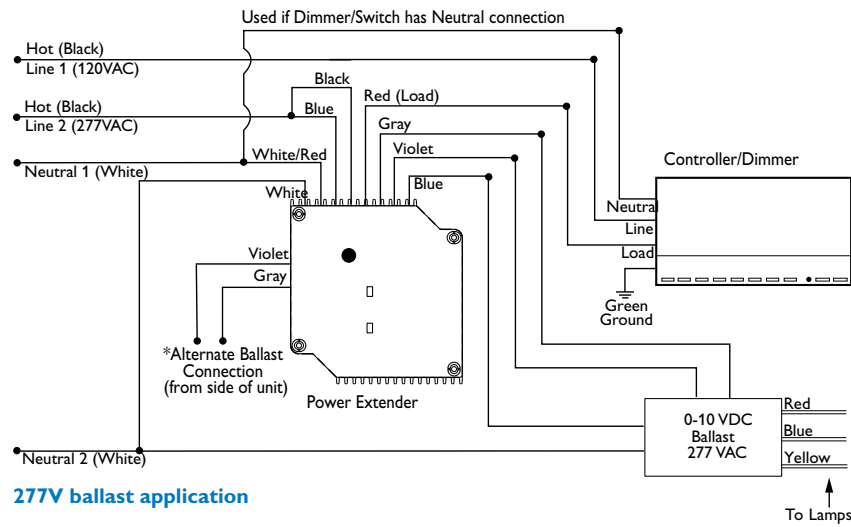 Used if Dimmer/Switch has Neutral connection
Hot (Black)
Line 1 (120VAC)
Black
Hot (Black)
Line 2 (277VAC)
Blue
Red (Load)
Gray
White/Red
Violet
Neutral 1 (White)
Blue
White
Controller/Dimmer
Neutral
Line
Load
Green
Ground
Violet
Gray
*Alternate Ballast
Connection
(from side of unit)
Power Extender
0-10 VDC
Ballast
277 VAC
Red
Blue
Yellow
Neutral 2 (White)
277V ballast application
To Lamps